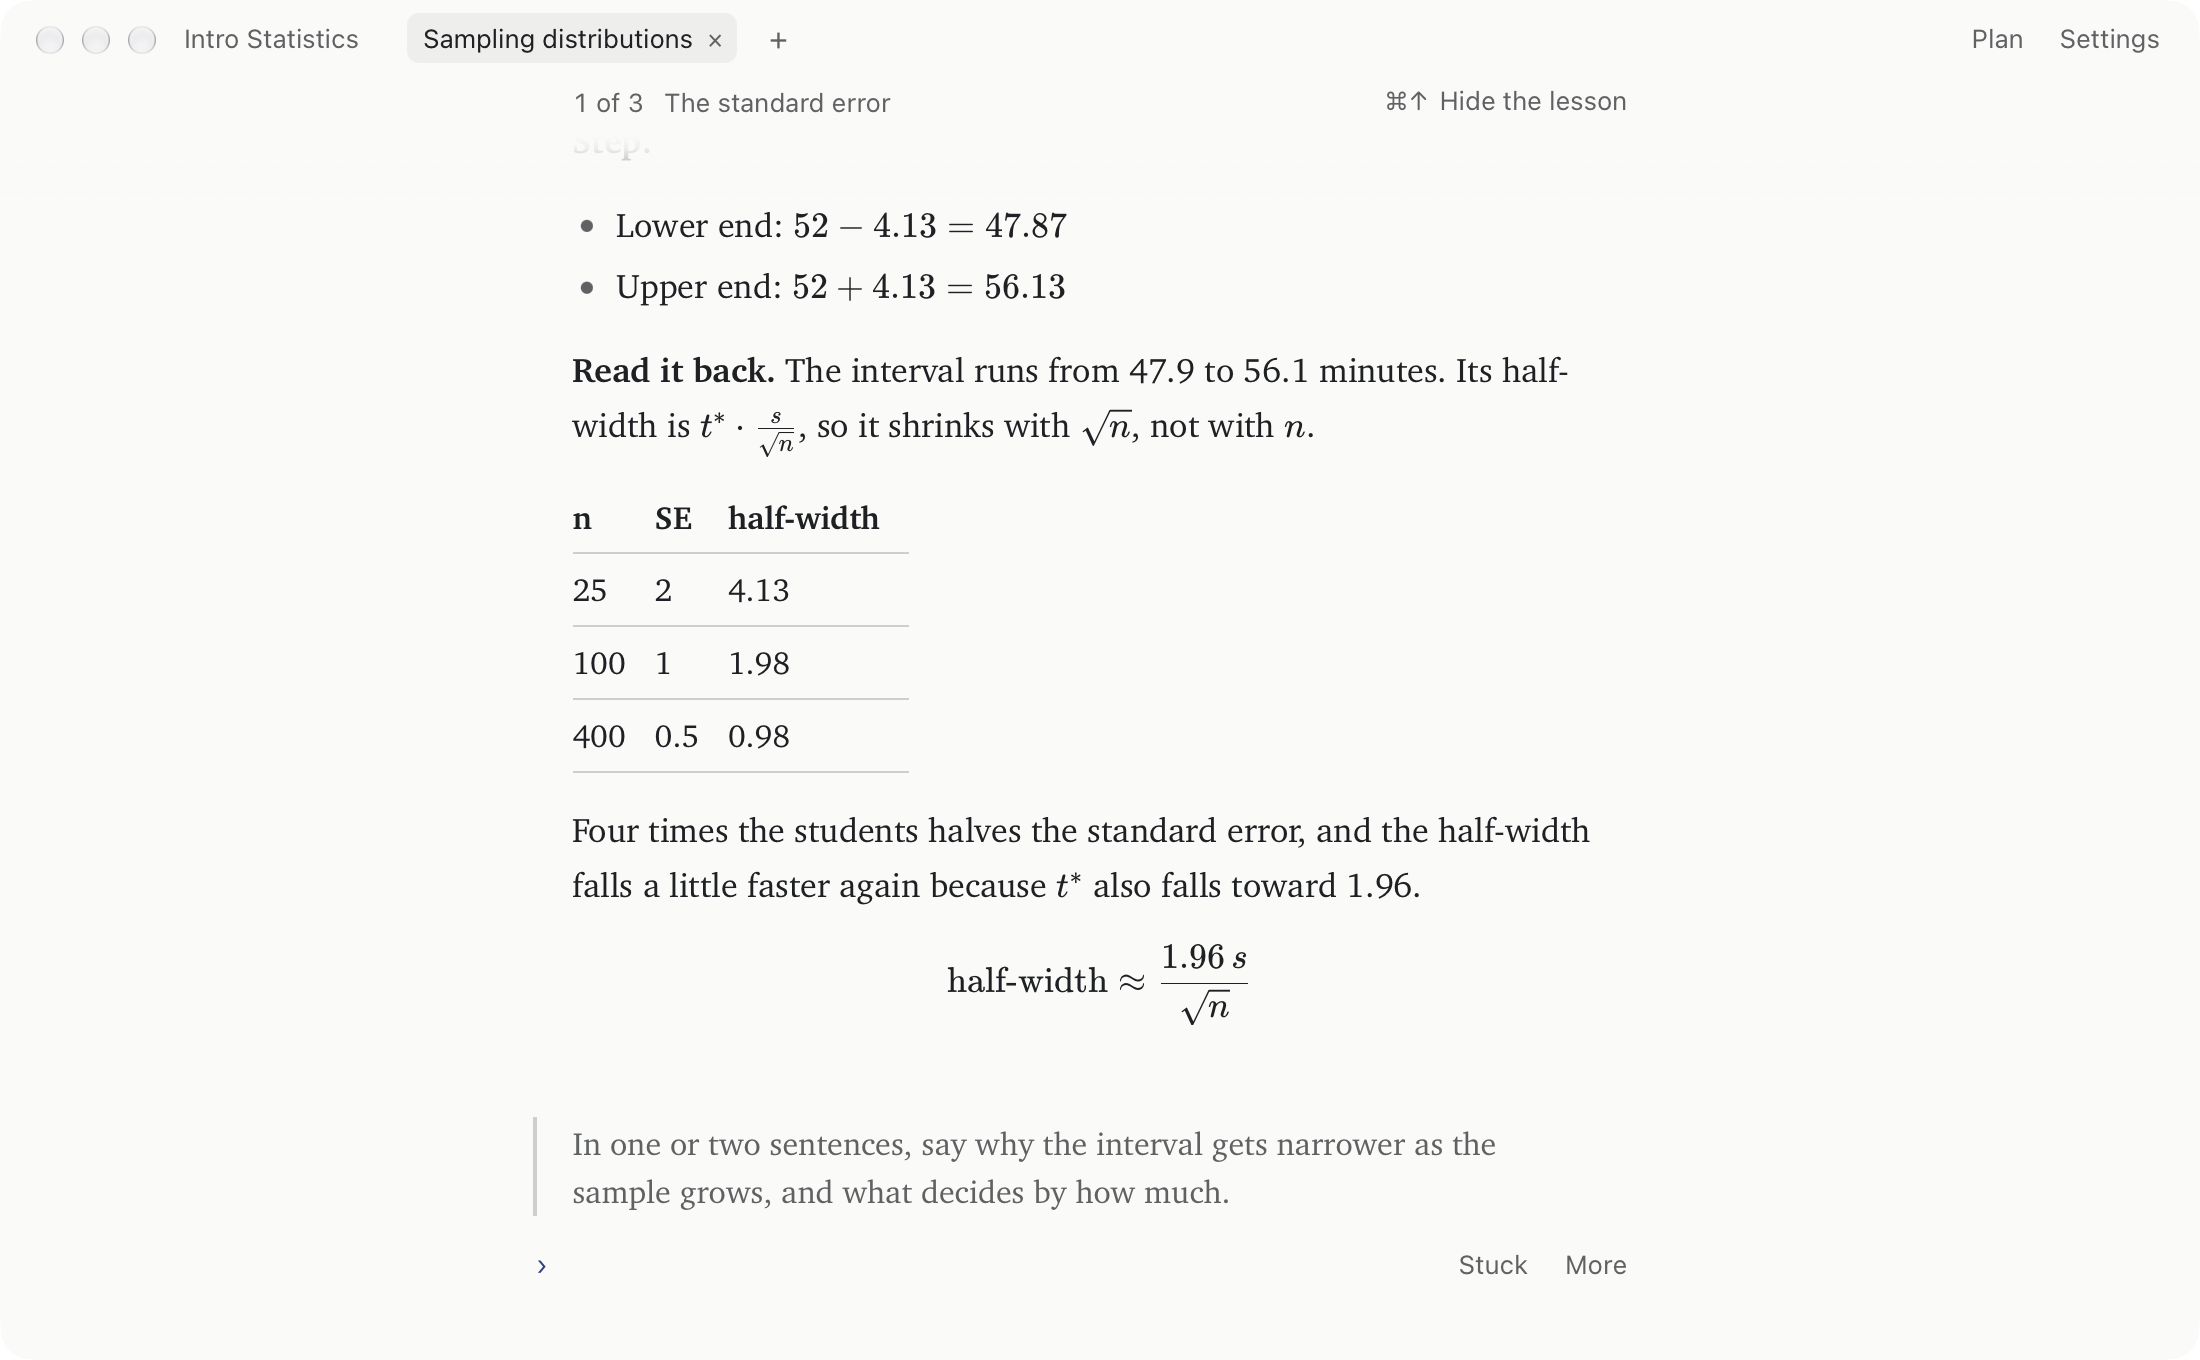 Intro Statistics
Sampling distributions ×
+
Plan
Settings
1 of 3 The standard error
⌘↑ Hide the lesson
Step.
• Lower end: 52 − 4.13 = 47.87
• Upper end: 52 + 4.13 = 56.13
Read it back. The interval runs from 47.9 to 56.1 minutes. Its half-
width is t* · s/√n, so it shrinks with √n, not with n.
n SE half-width
25 2 4.13
100 1 1.98
400 0.5 0.98
Four times the students halves the standard error, and the half-width
falls a little faster again because t* also falls toward 1.96.
half-width ≈ 1.96 s/√n
In one or two sentences, say why the interval gets narrower as the
sample grows, and what decides by how much.
›
Stuck
More